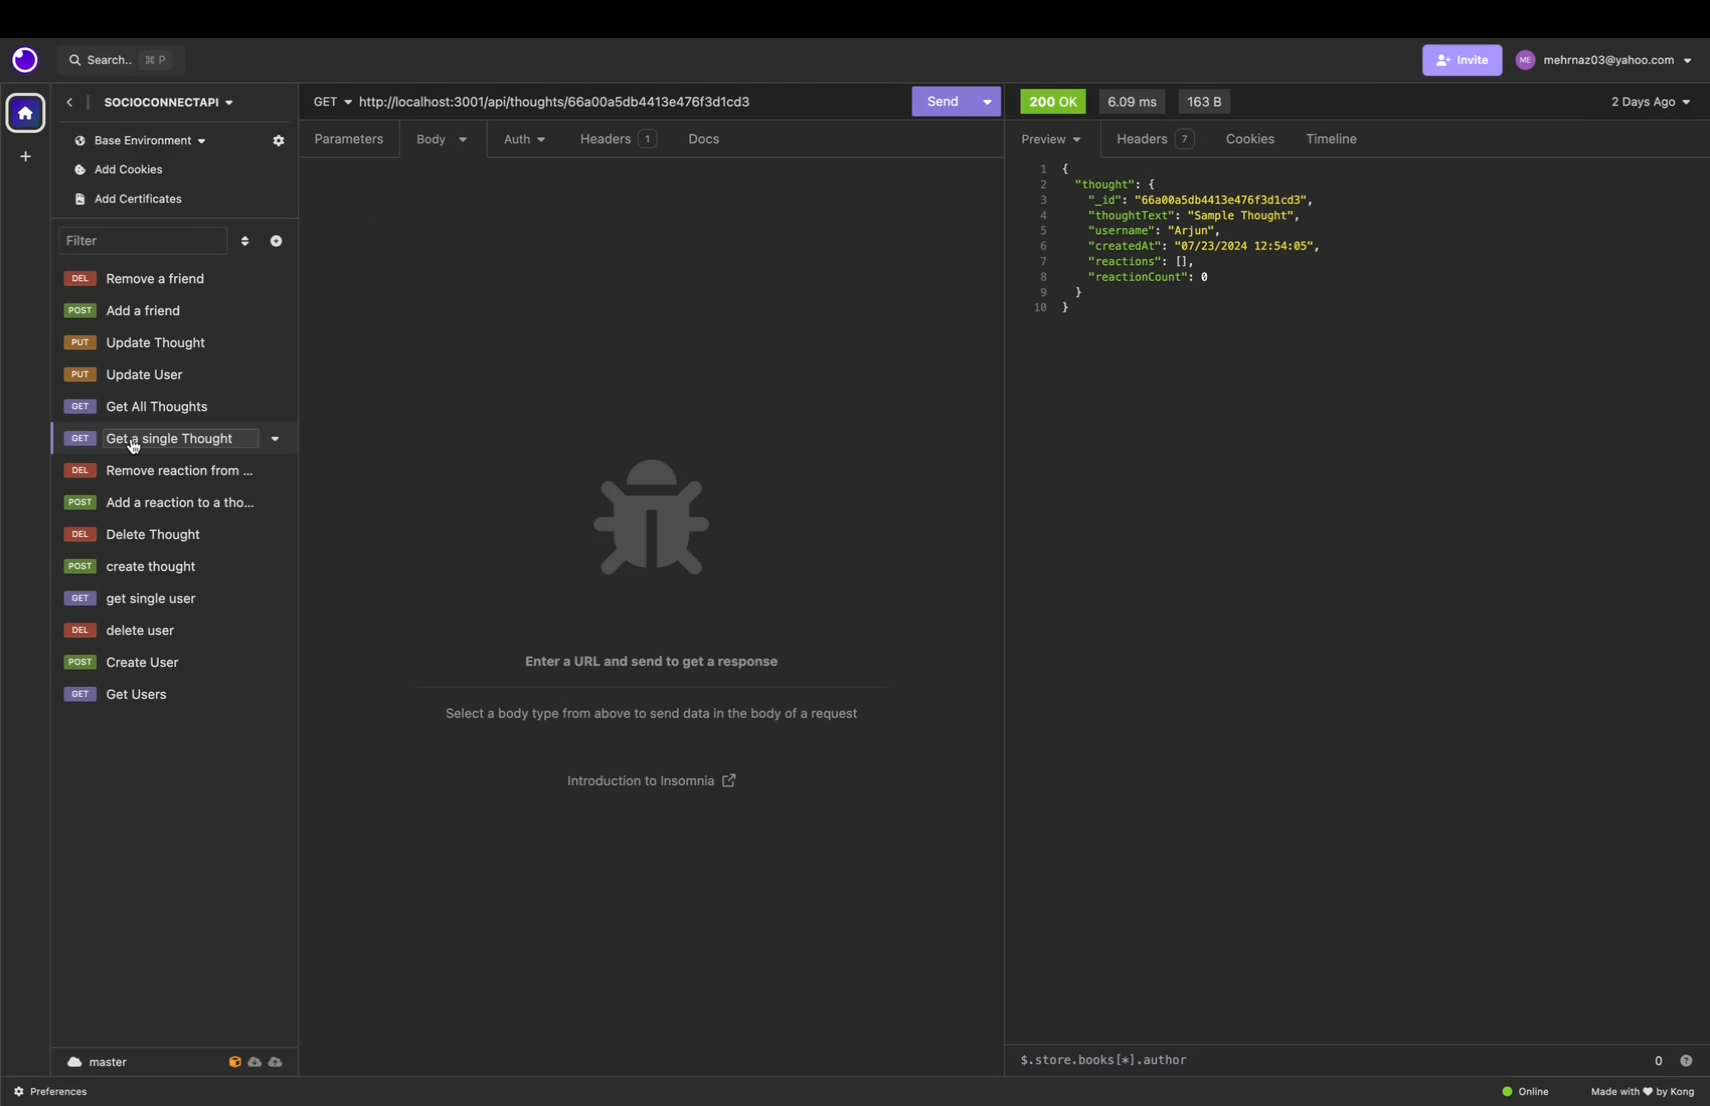 Search.. ⌘ P
Invite
ME mehrnaz03@yahoo.com
SOCIOCONNECTAPI
Base Environment
Add Cookies
Add Certificates
Filter
DEL Remove a friend
POST Add a friend
PUT Update Thought
PUT Update User
GET Get All Thoughts
GET Get a single Thought
DEL Remove reaction from ...
POST Add a reaction to a tho...
DEL Delete Thought
POST create thought
GET get single user
DEL delete user
POST Create User
GET Get Users
master
Preferences
GET http://localhost:3001/api/thoughts/66a00a5db4413e476f3d1cd3 Send
Parameters Body Auth Headers 1 Docs
Enter a URL and send to get a response
Select a body type from above to send data in the body of a request
Introduction to Insomnia
200 OK 6.09 ms 163 B 2 Days Ago
Preview Headers 7 Cookies Timeline
1 {
2 "thought": {
3 "_id": "66a00a5db4413e476f3d1cd3",
4 "thoughtText": "Sample Thought",
5 "username": "Arjun",
6 "createdAt": "07/23/2024 12:54:05",
7 "reactions": [],
8 "reactionCount": 0
9 }
10 }
$.store.books[*].author 0 ?
Online Made with ♥ by Kong